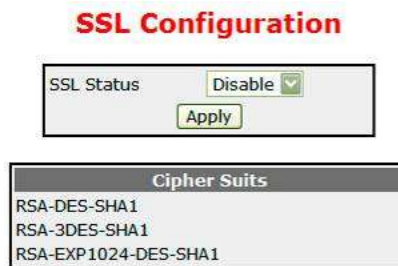 SSL Configuration
SSL Status Disable
Apply
Cipher Suits
RSA-DES-SHA1
RSA-3DES-SHA1
RSA-EXP1024-DES-SHA1